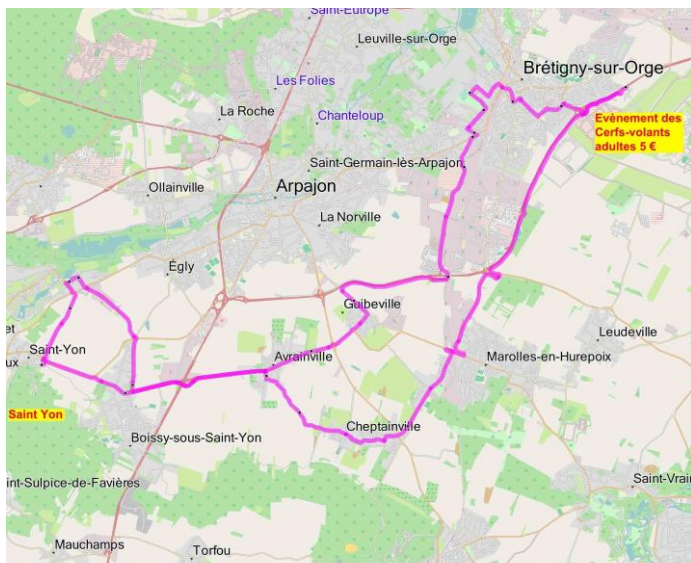 Saint-Eutrope
Leuville-sur-Orge
Brétigny-sur-Orge
Les Folies
La Roche
Chanteloup
Evènement des
Cerfs-volants
adultes 5 €
Saint-Germain-lès-Arpajon
Ollainville
Arpajon
La Norville
Égly
Guibeville
Leudeville
Saint-Yon
Avrainville
Marolles-en-Hurepoix
Saint Yon
Cheptainville
Boissy-sous-Saint-Yon
int-Sulpice-de-Favières
Saint-Vrain
Mauchamps
Torfou